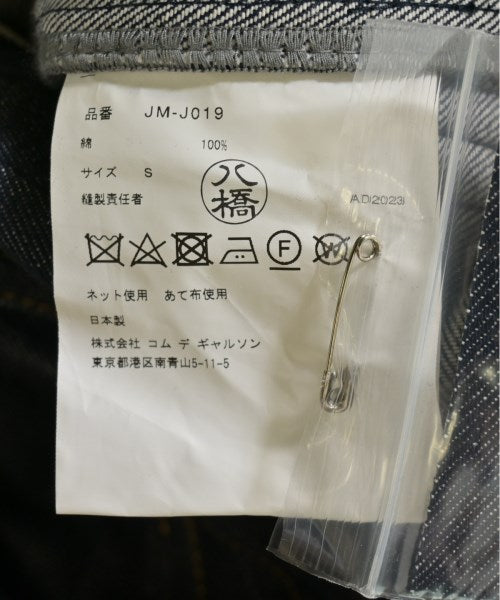 品番 JM-J019
綿 100%
サイズ S
縫製責任者
八橋
AD2023
F W
ネット使用 あて布使用
日本製
株式会社 コム デ ギャルソン
東京都港区南青山5-11-5